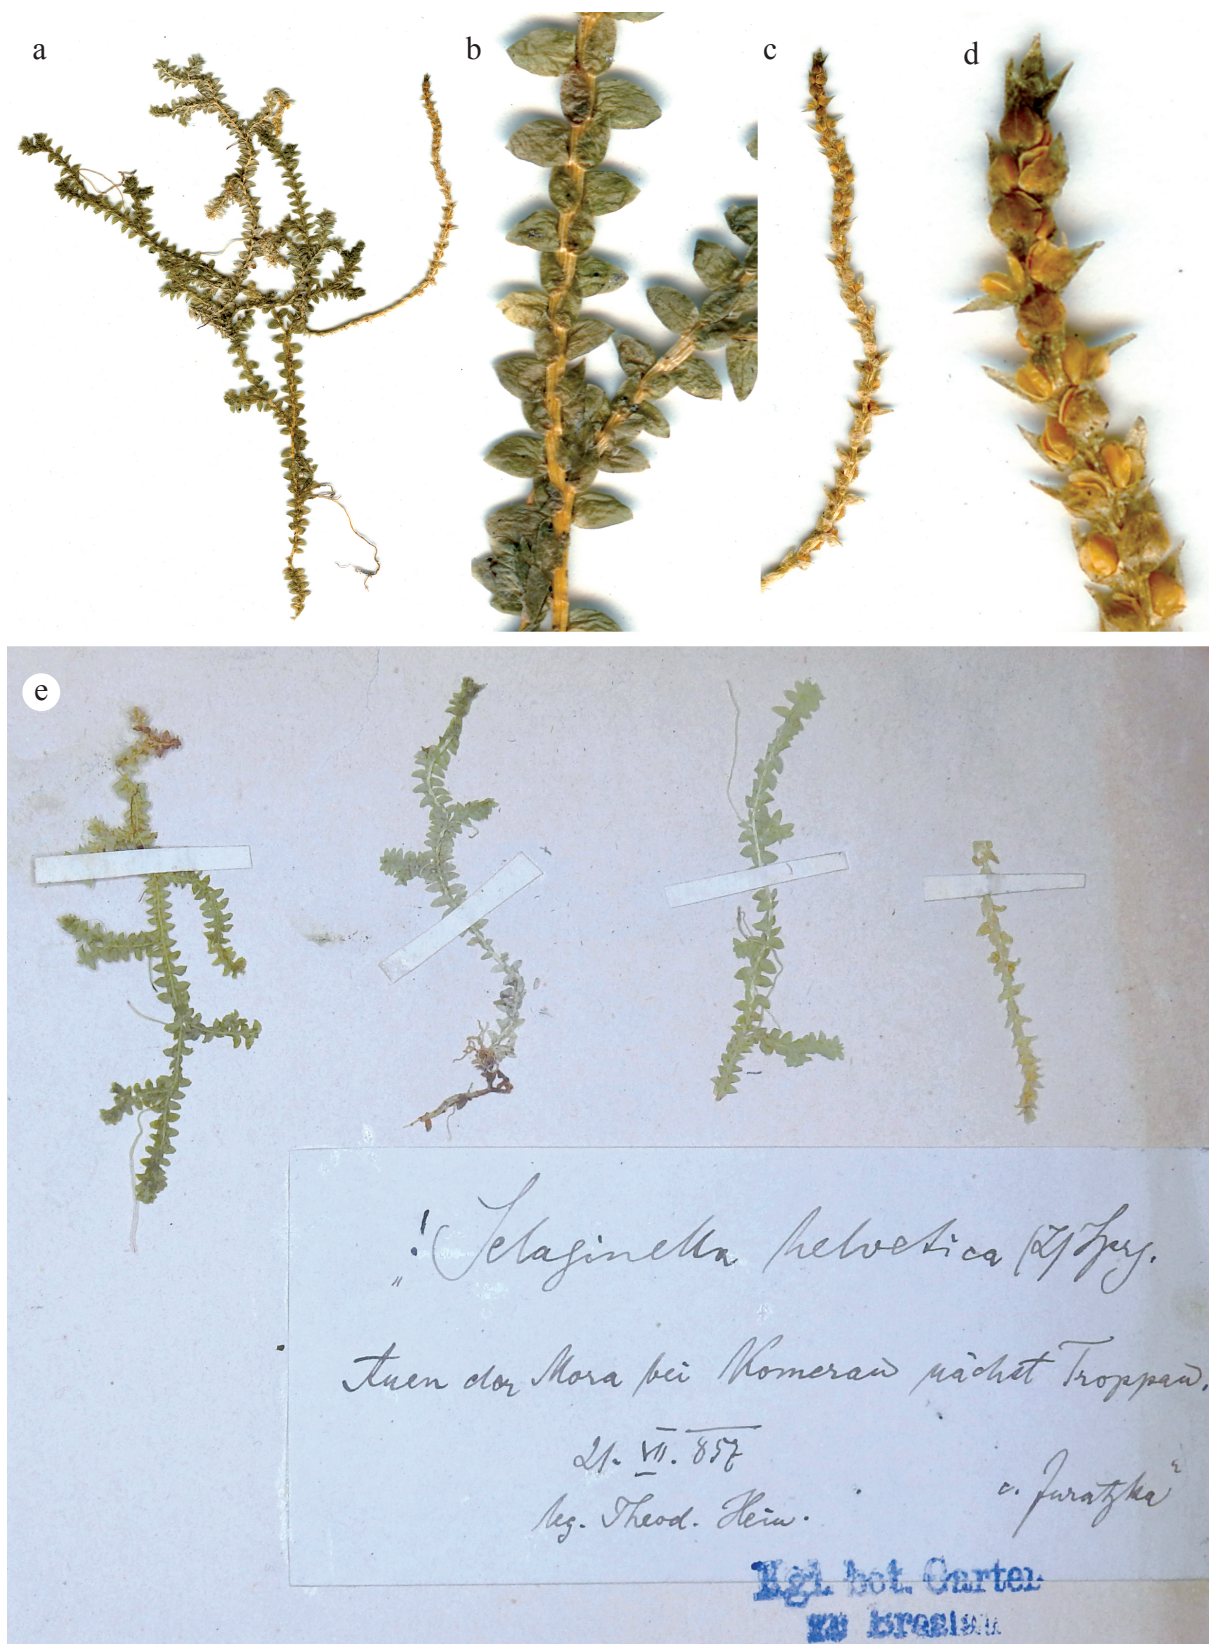 a b c d
e
"! Selaginella helvetica (L) Sprg.
Auen der Mora bei Komerau nächst Troppau.
21. VII. 857
leg. Theod. Hein.
c. Juratzka"
Kgl. bot. Garten
zu Breslau